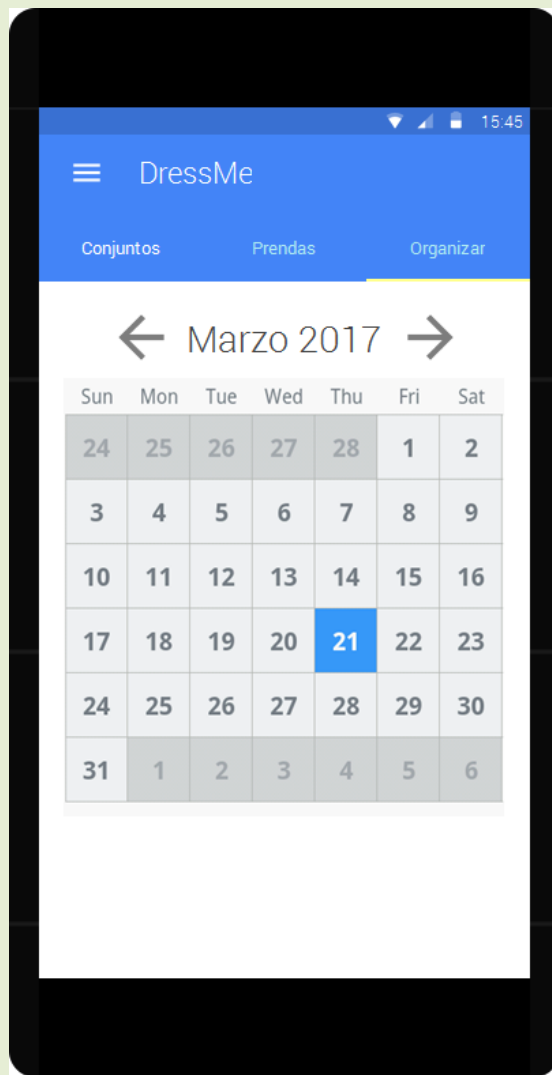 15:45
DressMe
Conjuntos Prendas Organizar
Marzo 2017
Sun Mon Tue Wed Thu Fri Sat
24 25 26 27 28 1 2
3 4 5 6 7 8 9
10 11 12 13 14 15 16
17 18 19 20 21 22 23
24 25 26 27 28 29 30
31 1 2 3 4 5 6